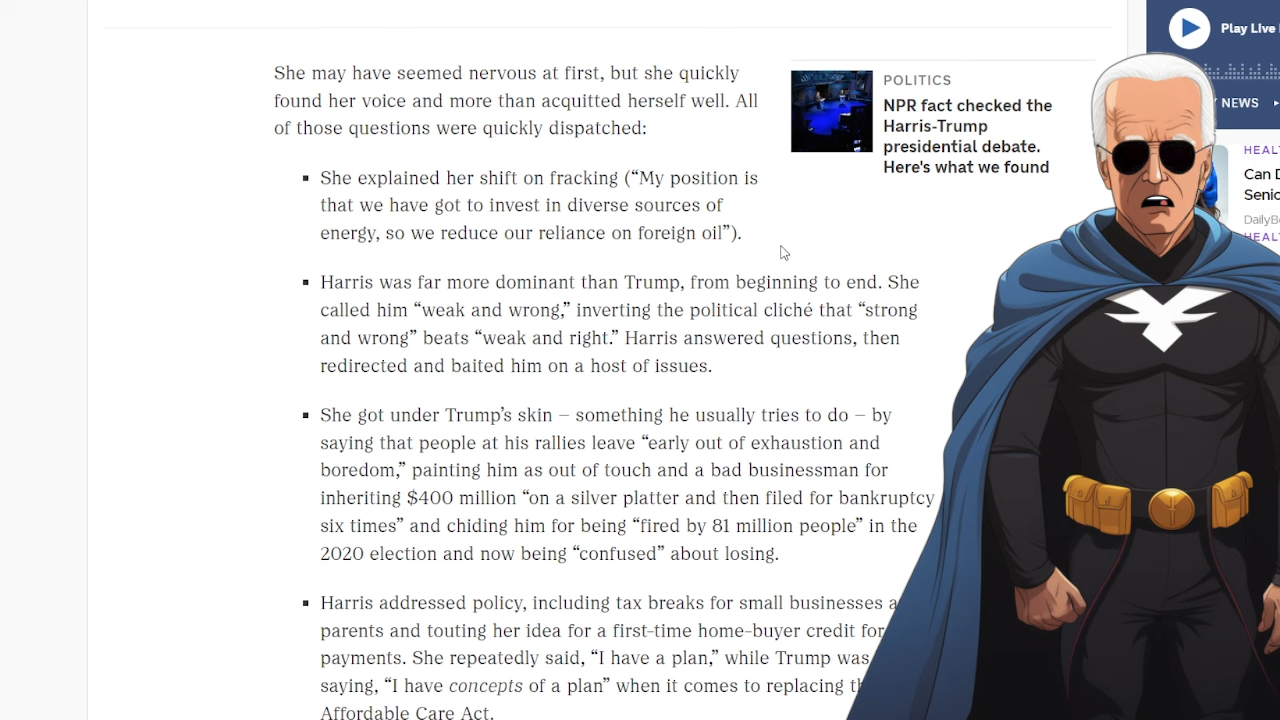 She may have seemed nervous at first, but she quickly
found her voice and more than acquitted herself well. All
of those questions were quickly dispatched:
▪ She explained her shift on fracking (“My position is
that we have got to invest in diverse sources of
energy, so we reduce our reliance on foreign oil”).
▪ Harris was far more dominant than Trump, from beginning to end. She
called him “weak and wrong,” inverting the political cliché that “strong
and wrong” beats “weak and right.” Harris answered questions, then
redirected and baited him on a host of issues.
▪ She got under Trump’s skin – something he usually tries to do – by
saying that people at his rallies leave “early out of exhaustion and
boredom,” painting him as out of touch and a bad businessman for
inheriting $400 million “on a silver platter and then filed for bankruptcy
six times” and chiding him for being “fired by 81 million people” in the
2020 election and now being “confused” about losing.
▪ Harris addressed policy, including tax breaks for small businesses
parents and touting her idea for a first-time home-buyer credit for
payments. She repeatedly said, “I have a plan,” while Trump was
saying, “I have concepts of a plan” when it comes to replacing
Affordable Care Act.
POLITICS
NPR fact checked the
Harris-Trump
presidential debate.
Here's what we found
Play Live
NEWS
HEAL
Can
Senio
DailyB
HEAL